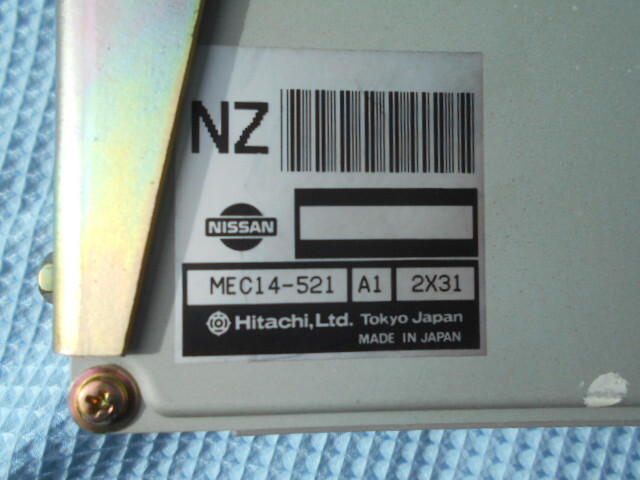 NZ
NISSAN
MEC14-521 A1 2X31
Hitachi,Ltd. Tokyo Japan
MADE IN JAPAN